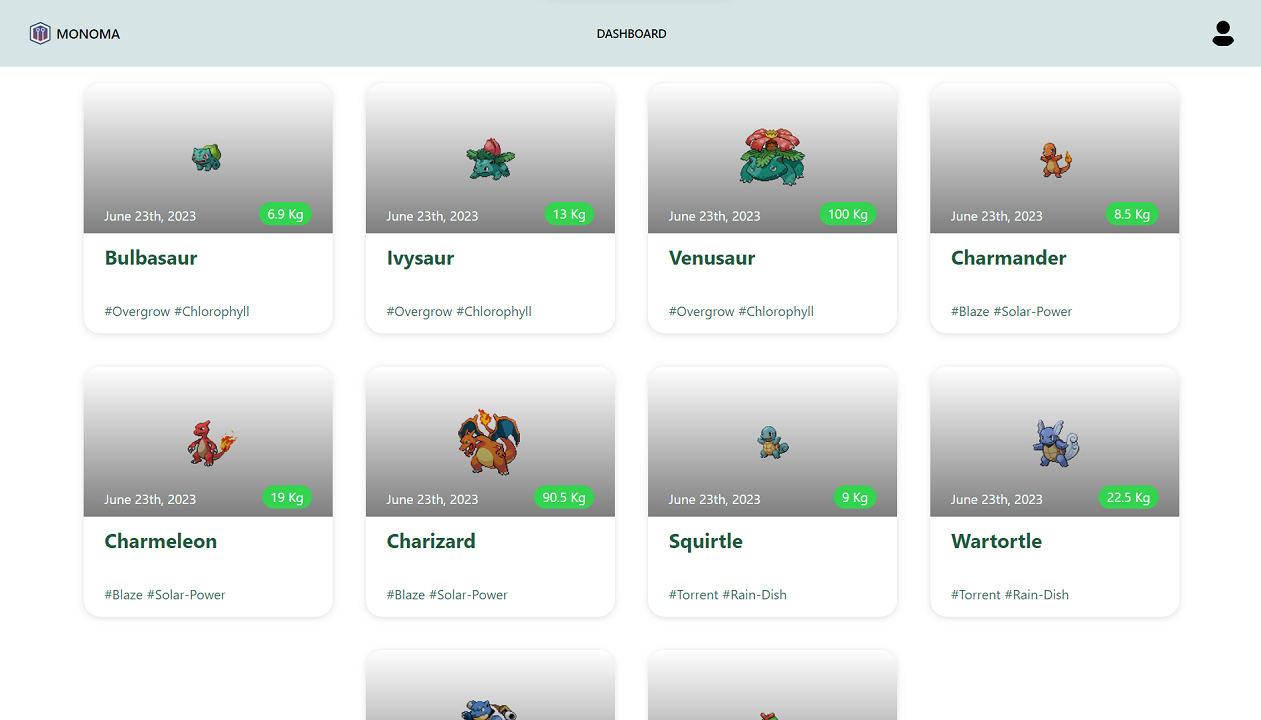 MONOMA
DASHBOARD
June 23th, 2023
6.9 Kg
Bulbasaur
#Overgrow #Chlorophyll
June 23th, 2023
13 Kg
Ivysaur
#Overgrow #Chlorophyll
June 23th, 2023
100 Kg
Venusaur
#Overgrow #Chlorophyll
June 23th, 2023
8.5 Kg
Charmander
#Blaze #Solar-Power
June 23th, 2023
19 Kg
Charmeleon
#Blaze #Solar-Power
June 23th, 2023
90.5 Kg
Charizard
#Blaze #Solar-Power
June 23th, 2023
9 Kg
Squirtle
#Torrent #Rain-Dish
June 23th, 2023
22.5 Kg
Wartortle
#Torrent #Rain-Dish